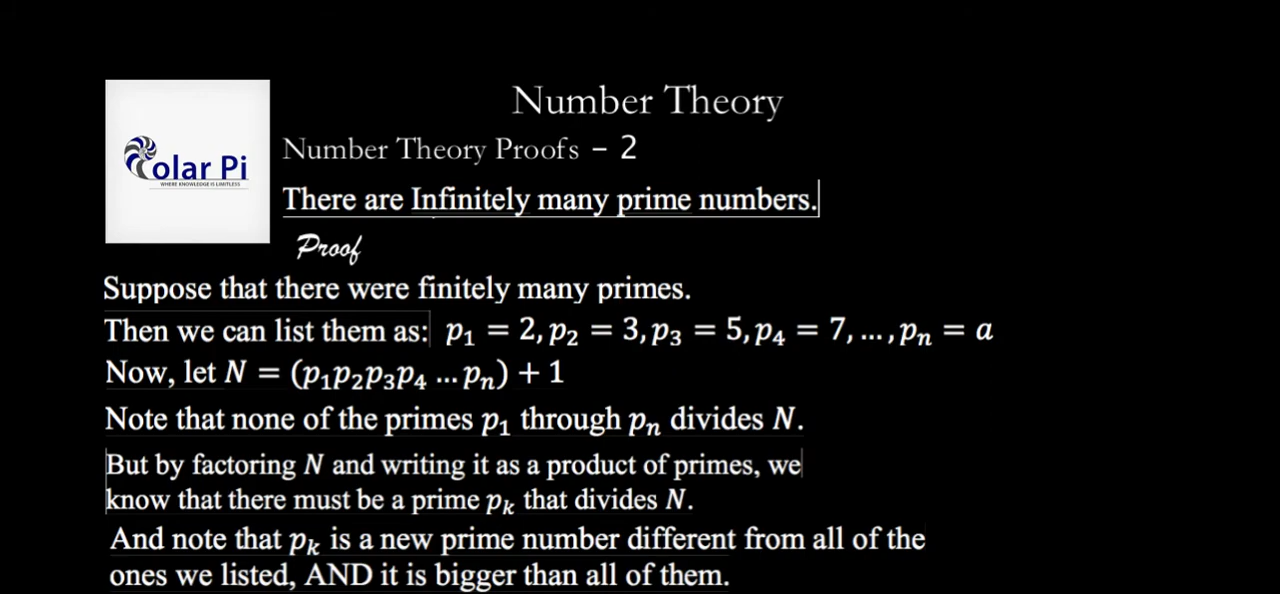 Number Theory
olar Pi
WHERE KNOWLEDGE IS LIMITLESS
Number Theory Proofs – 2
There are Infinitely many prime numbers.
Proof
Suppose that there were finitely many primes.
Then we can list them as: p₁ = 2, p₂ = 3, p₃ = 5, p₄ = 7, ..., pₙ = a
Now, let N = (p₁p₂p₃p₄ ... pₙ) + 1
Note that none of the primes p₁ through pₙ divides N.
But by factoring N and writing it as a product of primes, we
know that there must be a prime pₖ that divides N.
And note that pₖ is a new prime number different from all of the
ones we listed, AND it is bigger than all of them.